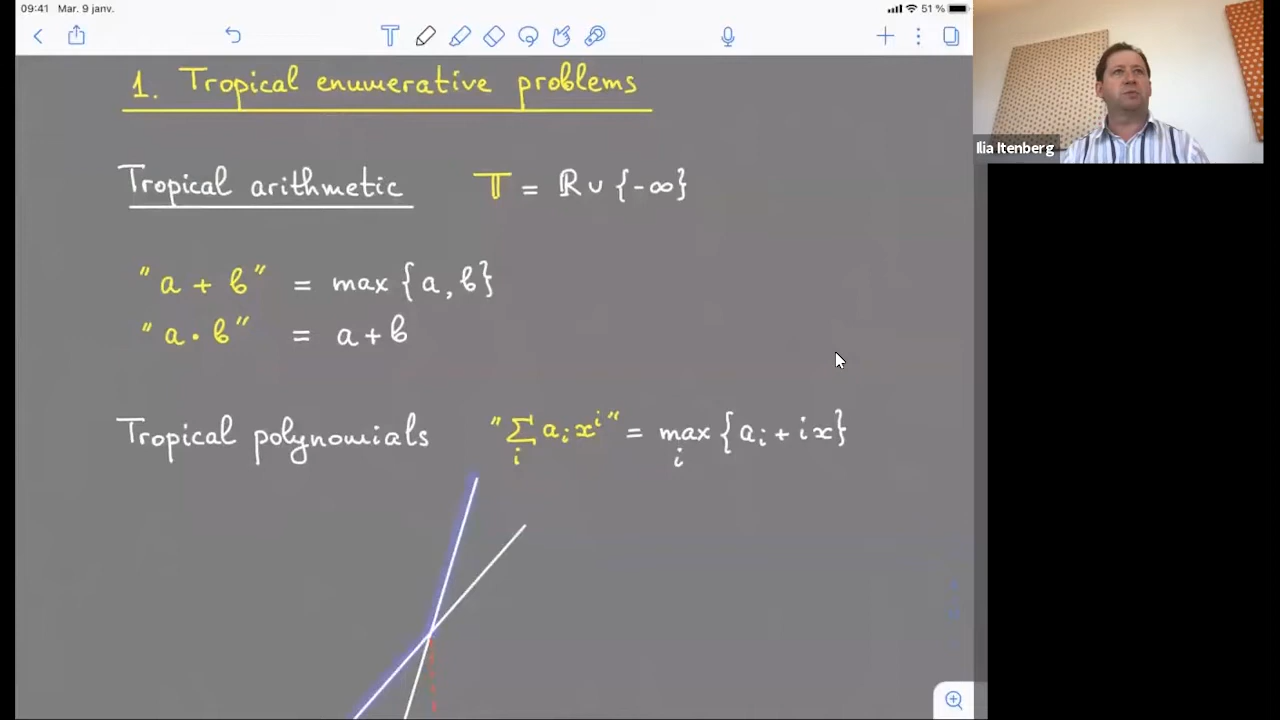 09:41 Mar. 9 janv.
51 %
1. Tropical enumerative problems
Ilia Itenberg
Tropical arithmetic 𝕋 = ℝ ∪ {-∞}
"a + b" = max {a, b}
"a · b" = a + b
Tropical polynomials "∑ᵢ aᵢxⁱ" = maxᵢ {aᵢ + ix}